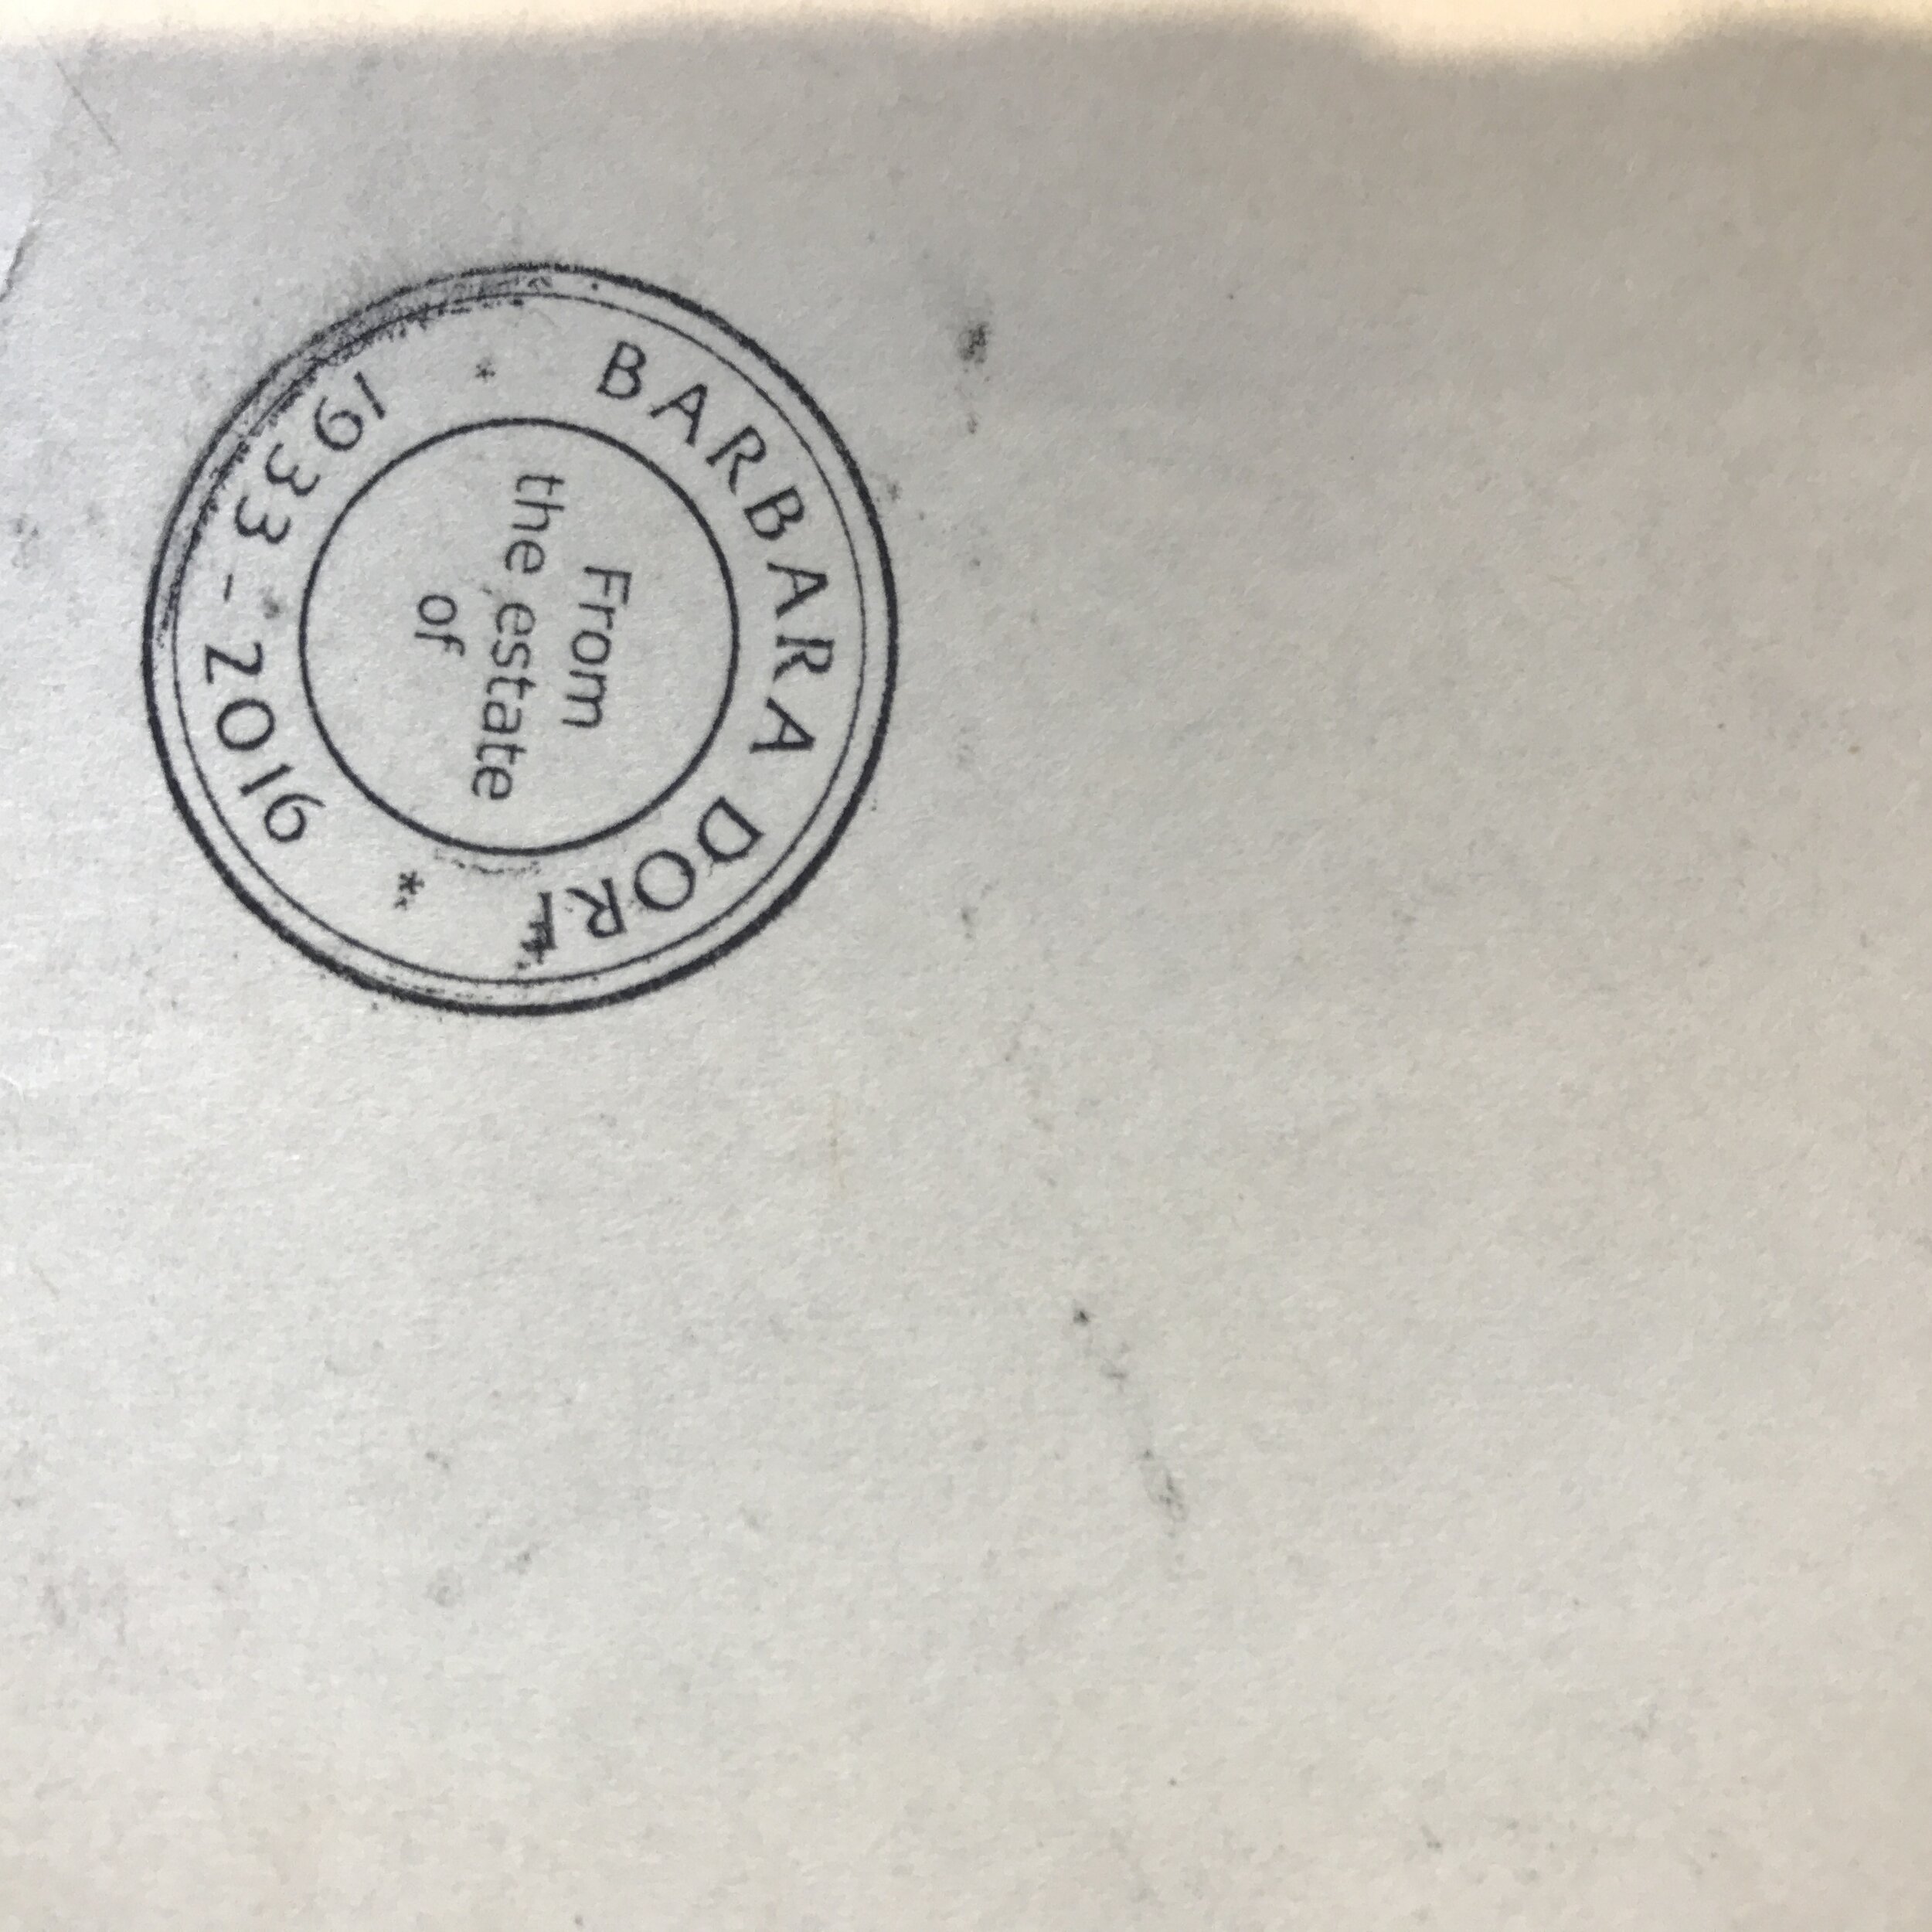 From
the estate
of
* BARBARA DORF *
1933 - 2016